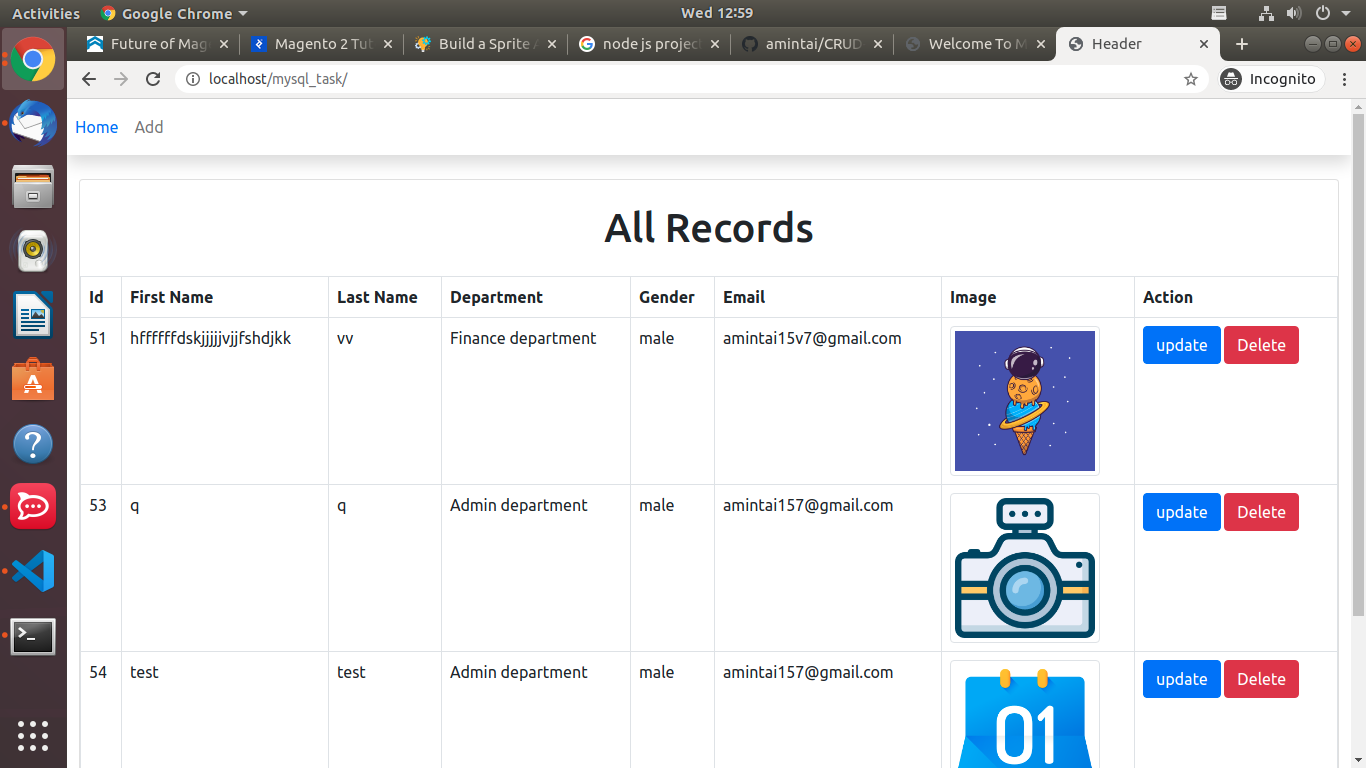 Activities Google Chrome Wed 12:59
Future of Mag Magento 2 Tut Build a Sprite A node js projec amintai/CRUD Welcome To M Header
localhost/mysql_task/ Incognito
Home Add
All Records
Id First Name Last Name Department Gender Email Image Action
51 hffffffdskjjjjjvjjfshdjkk vv Finance department male amintai15v7@gmail.com update Delete
53 q q Admin department male amintai157@gmail.com update Delete
54 test test Admin department male amintai157@gmail.com update Delete
01